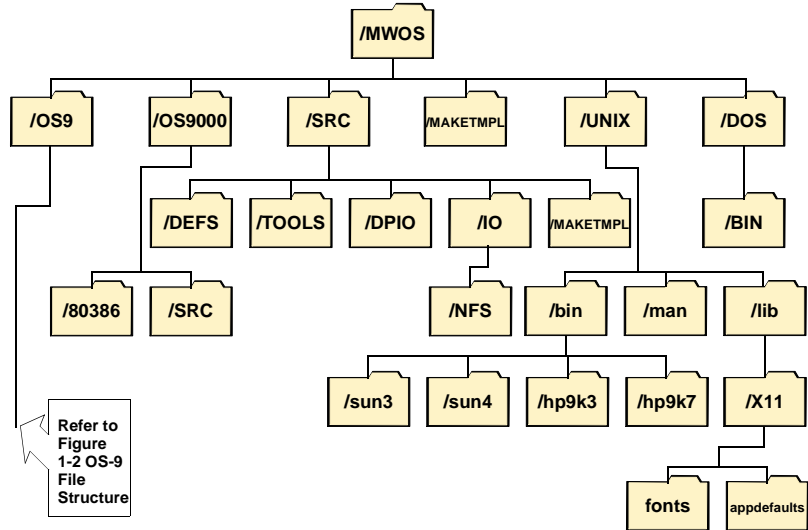 /MWOS
/OS9
/OS9000
/SRC
/MAKETMPL
/UNIX
/DOS
/DEFS
/TOOLS
/DPIO
/IO
/MAKETMPL
/BIN
/80386
/SRC
/NFS
/bin
/man
/lib
/sun3
/sun4
/hp9k3
/hp9k7
/X11
Refer to
Figure
1-2 OS-9
File
Structure
fonts
appdefaults